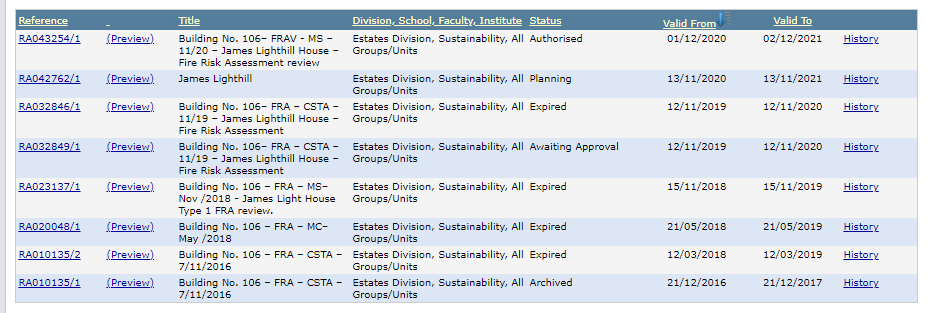 Reference Title Division, School, Faculty, Institute Status Valid From Valid To
RA043254/1 (Preview) Building No. 106– FRAV - MS – Estates Division, Sustainability, All Authorised 01/12/2020 02/12/2021 History
11/20 – James Lighthill House – Groups/Units
Fire Risk Assessment review
RA042762/1 (Preview) James Lighthill Estates Division, Sustainability, All Planning 13/11/2020 13/11/2021 History
Groups/Units
RA032846/1 (Preview) Building No. 106– FRA – CSTA – Estates Division, Sustainability, All Expired 12/11/2019 12/11/2020 History
11/19 – James Lighthill House – Groups/Units
Fire Risk Assessment
RA032849/1 (Preview) Building No. 106– FRA – CSTA – Estates Division, Sustainability, All Awaiting Approval 12/11/2019 12/11/2020 History
11/19 – James Lighthill House – Groups/Units
Fire Risk Assessment
RA023137/1 (Preview) Building No. 106 – FRA – MS– Estates Division, Sustainability, All Expired 15/11/2018 15/11/2019 History
Nov /2018 - James Light House Groups/Units
Type 1 FRA review.
RA020048/1 (Preview) Building No. 106 – FRA – MC– Estates Division, Sustainability, All Expired 21/05/2018 21/05/2019 History
May /2018 Groups/Units
RA010135/2 (Preview) Building No. 106 – FRA – CSTA – Estates Division, Sustainability, All Expired 12/03/2018 12/03/2019 History
7/11/2016 Groups/Units
RA010135/1 (Preview) Building No. 106 – FRA – CSTA – Estates Division, Sustainability, All Archived 21/12/2016 21/12/2017 History
7/11/2016 Groups/Units